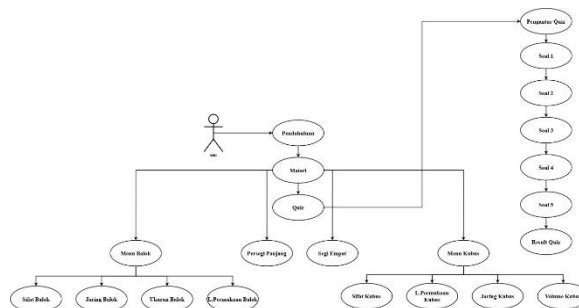 Pengantar Quiz
Soal 1
Soal 2
Soal 3
Soal 4
Soal 5
Result Quiz
Pendahuluan
Materi
Quiz
Menu Balok
Persegi Panjang
Segi Empat
Menu Kubus
Sifat Balok
Jaring Balok
Ukuran Balok
L.Permukaan Balok
Sifat Kubus
L.Permukaan
Kubus
Jaring Kubus
Volume Kubus